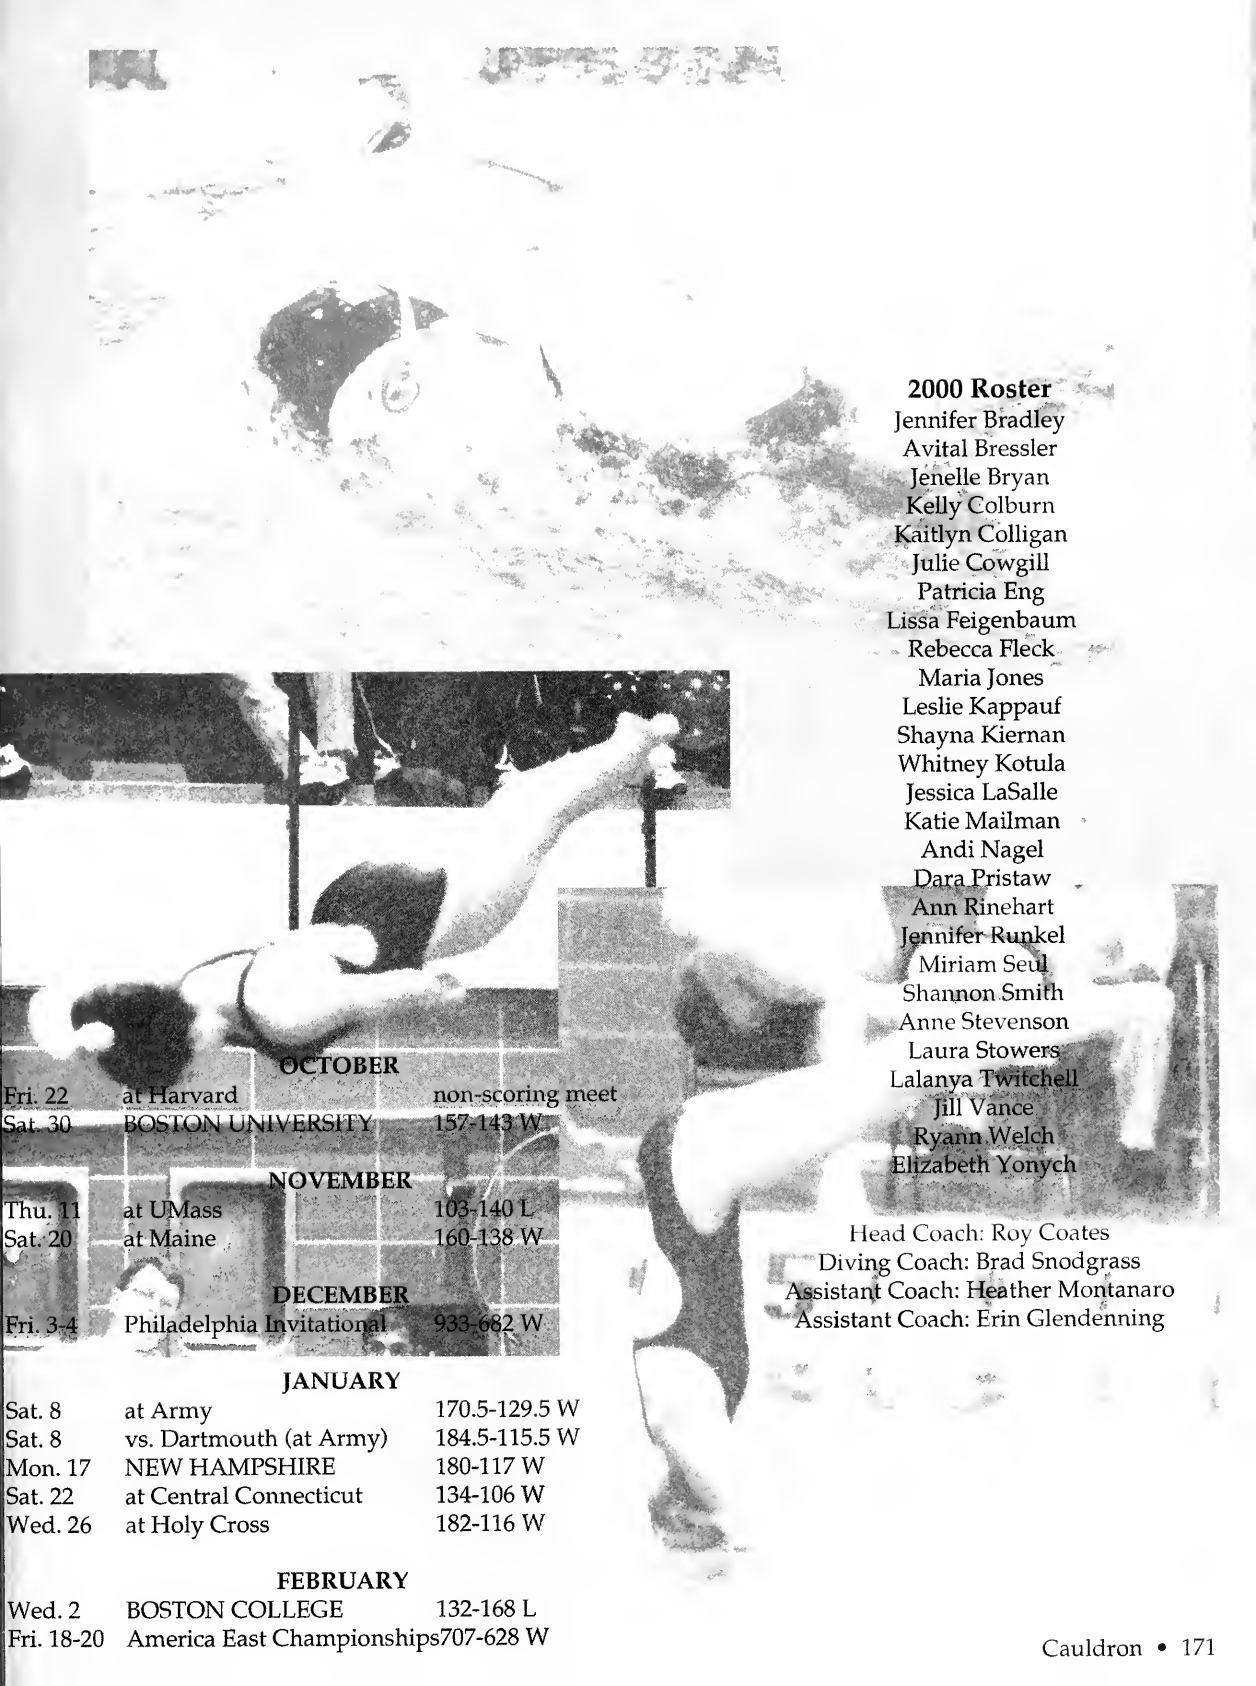 2000 Roster
Jennifer Bradley
Avital Bressler
Jenelle Bryan
Kelly Colburn
Kaitlyn Colligan
Julie Cowgill
Patricia Eng
Lissa Feigenbaum
Rebecca Fleck
Maria Jones
Leslie Kappauf
Shayna Kiernan
Whitney Kotula
Jessica LaSalle
Katie Mailman
Andi Nagel
Dara Pristaw
Ann Rinehart
Jennifer Runkel
Miriam Seul
Shannon Smith
Anne Stevenson
Laura Stowers
Lalanya Twitchell
Jill Vance
Ryann Welch
Elizabeth Yonych
Head Coach: Roy Coates
Diving Coach: Brad Snodgrass
Assistant Coach: Heather Montanaro
Assistant Coach: Erin Glendenning
OCTOBER
Fri. 22 at Harvard non-scoring meet
Sat. 30 BOSTON UNIVERSITY 157-143 W
NOVEMBER
Thu. 11 at UMass 103-140 L
Sat. 20 at Maine 160-138 W
DECEMBER
Fri. 3-4 Philadelphia Invitational 933-682 W
JANUARY
Sat. 8 at Army 170.5-129.5 W
Sat. 8 vs. Dartmouth (at Army) 184.5-115.5 W
Mon. 17 NEW HAMPSHIRE 180-117 W
Sat. 22 at Central Connecticut 134-106 W
Wed. 26 at Holy Cross 182-116 W
FEBRUARY
Wed. 2 BOSTON COLLEGE 132-168 L
Fri. 18-20 America East Championships 707-628 W
Cauldron • 171